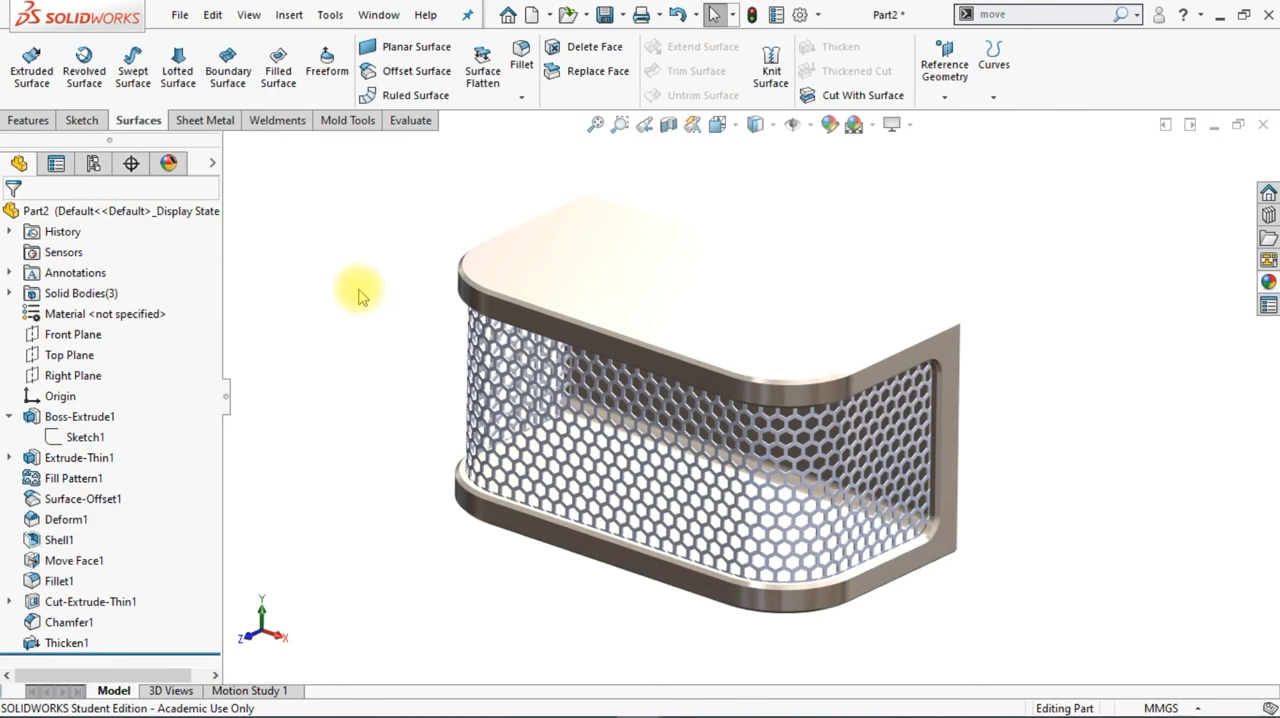 SOLIDWORKS File Edit View Insert Tools Window Help Part2 * move ?
Extruded Surface
Revolved Surface
Swept Surface
Lofted Surface
Boundary Surface
Filled Surface
Freeform
Planar Surface
Offset Surface
Ruled Surface
Surface Flatten
Fillet
Delete Face
Replace Face
Extend Surface
Trim Surface
Untrim Surface
Knit Surface
Thicken
Thickened Cut
Cut With Surface
Reference Geometry
Curves
Features Sketch Surfaces Sheet Metal Weldments Mold Tools Evaluate
Part2 (Default<<Default>_Display State
History
Sensors
Annotations
Solid Bodies(3)
Material <not specified>
Front Plane
Top Plane
Right Plane
Origin
Boss-Extrude1
Sketch1
Extrude-Thin1
Fill Pattern1
Surface-Offset1
Deform1
Shell1
Move Face1
Fillet1
Cut-Extrude-Thin1
Chamfer1
Thicken1
Y
Z X
Model 3D Views Motion Study 1
SOLIDWORKS Student Edition - Academic Use Only Editing Part MMGS